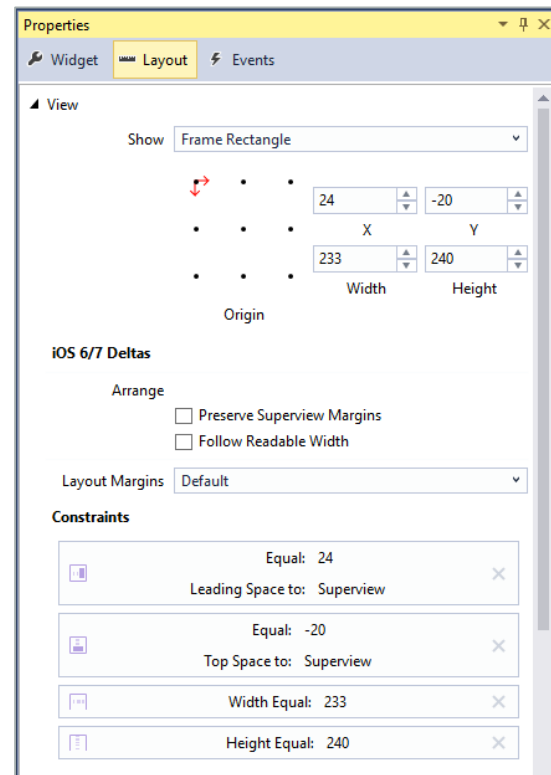 Properties
Widget Layout Events
View
Show Frame Rectangle
24 -20
X Y
233 240
Width Height
Origin
iOS 6/7 Deltas
Arrange
Preserve Superview Margins
Follow Readable Width
Layout Margins Default
Constraints
Equal: 24
Leading Space to: Superview
Equal: -20
Top Space to: Superview
Width Equal: 233
Height Equal: 240